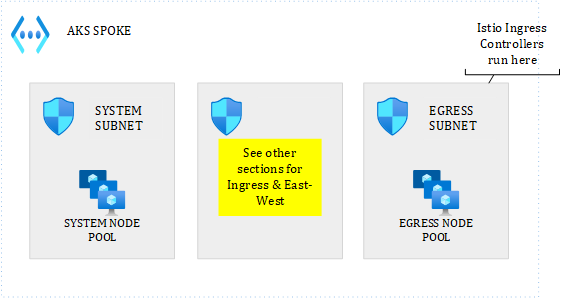 AKS SPOKE
Istio Ingress
Controllers
run here
SYSTEM
SUBNET
See other
sections for
Ingress & East-
West
EGRESS
SUBNET
SYSTEM NODE
POOL
EGRESS NODE
POOL